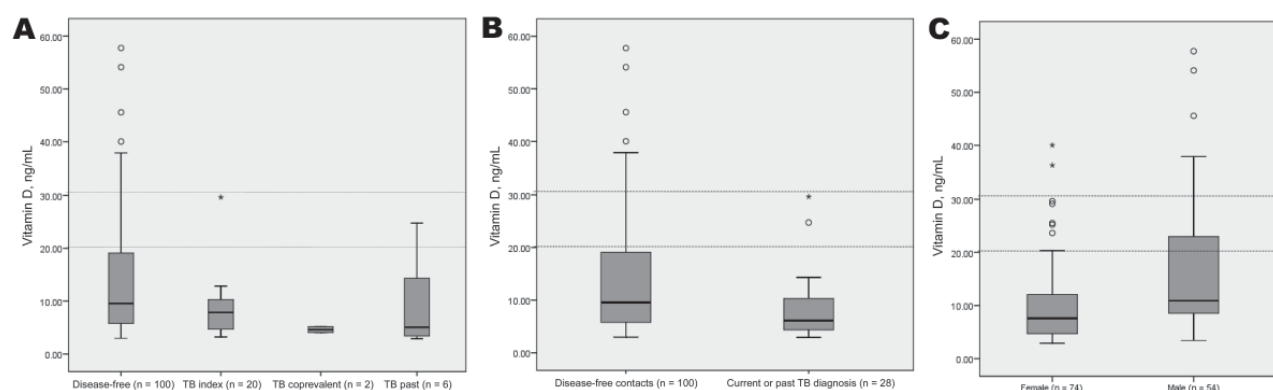 A
Vitamin D, ng/mL
60.00
50.00
40.00
30.00
20.00
10.00
0.00
Disease-free (n = 100) TB index (n = 20) TB coprevalent (n = 2) TB past (n = 6)
B
Vitamin D, ng/mL
60.00
50.00
40.00
30.00
20.00
10.00
0.00
Disease-free contacts (n = 100) Current or past TB diagnosis (n = 28)
C
Vitamin D, ng/mL
60.00
50.00
40.00
30.00
20.00
10.00
0.00
Female (n = 74) Male (n = 54)